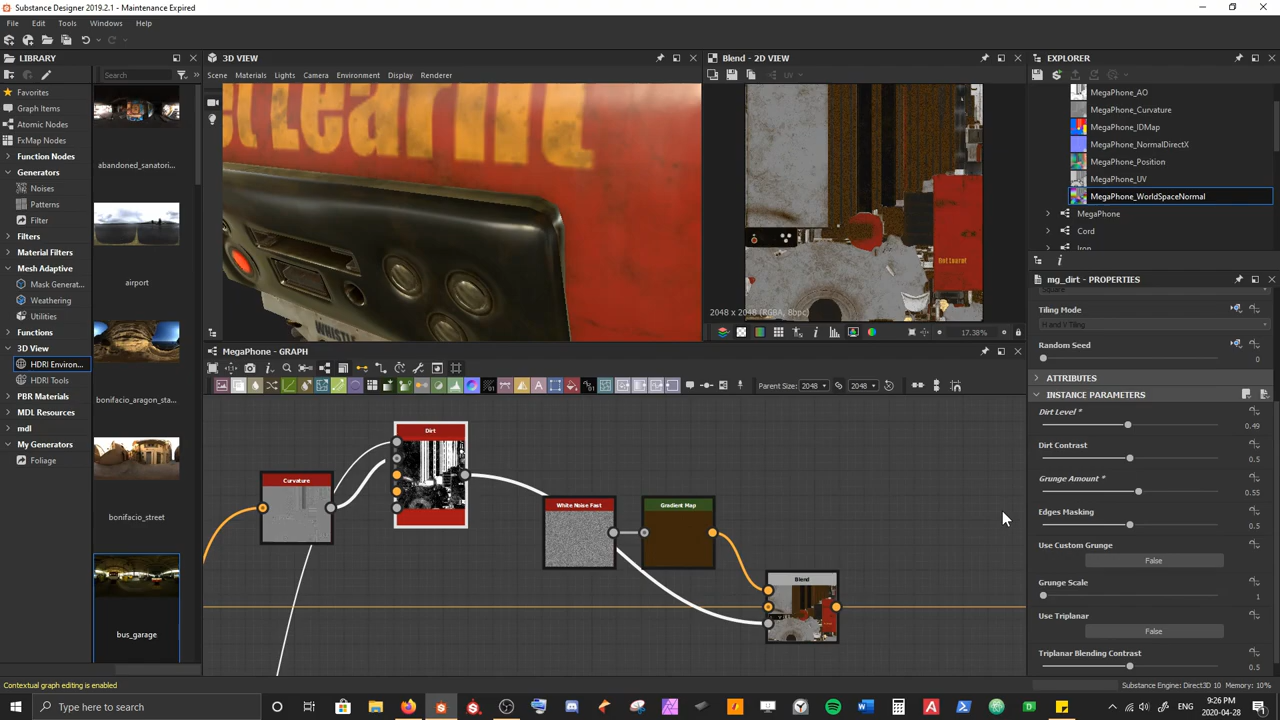 Substance Designer 2019.2.1 - Maintenance Expired
File
Edit
Tools
Windows
Help
LIBRARY
Search
Favorites
Graph Items
Atomic Nodes
FxMap Nodes
Function Nodes
Generators
Noises
Patterns
Filter
Filters
Material Filters
Mesh Adaptive
Mask Generat...
Weathering
Utilities
Functions
3D View
HDRI Environ...
HDRI Tools
PBR Materials
MDL Resources
mdl
My Generators
Foliage
abandoned_sanatori...
airport
bonifacio_aragon_sta...
bonifacio_street
bus_garage
3D VIEW
Scene
Materials
Lights
Camera
Environment
Display
Renderer
Blend - 2D VIEW
UV
2048 x 2048 (RGBA, 8bpc)
17.38%
MegaPhone - GRAPH
Parent Size:
2048
2048
Dirt
Curvature
White Noise Fast
Gradient Map
Blend
EXPLORER
MegaPhone_AO
MegaPhone_Curvature
MegaPhone_IDMap
MegaPhone_NormalDirectX
MegaPhone_Position
MegaPhone_UV
MegaPhone_WorldSpaceNormal
MegaPhone
Cord
Iron
mg_dirt - PROPERTIES
Tiling Mode
H and V Tiling
Random Seed
0
ATTRIBUTES
INSTANCE PARAMETERS
Dirt Level *
0.49
Dirt Contrast
0.5
Grunge Amount *
0.55
Edges Masking
0.5
Use Custom Grunge
False
Grunge Scale
1
Use Triplanar
False
Triplanar Blending Contrast
0.5
Contextual graph editing is enabled
Substance Engine: Direct3D 10
Memory: 99%
Type here to search
ENG
9:26 PM
2020-04-28